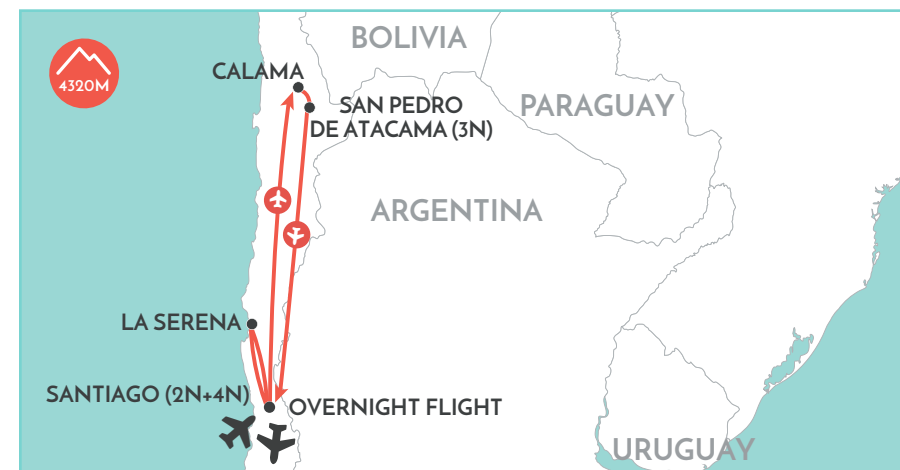 BOLIVIA
4320M
CALAMA
SAN PEDRO
DE ATACAMA (3N)
PARAGUAY
ARGENTINA
LA SERENA
SANTIAGO (2N+4N)
OVERNIGHT FLIGHT
URUGUAY